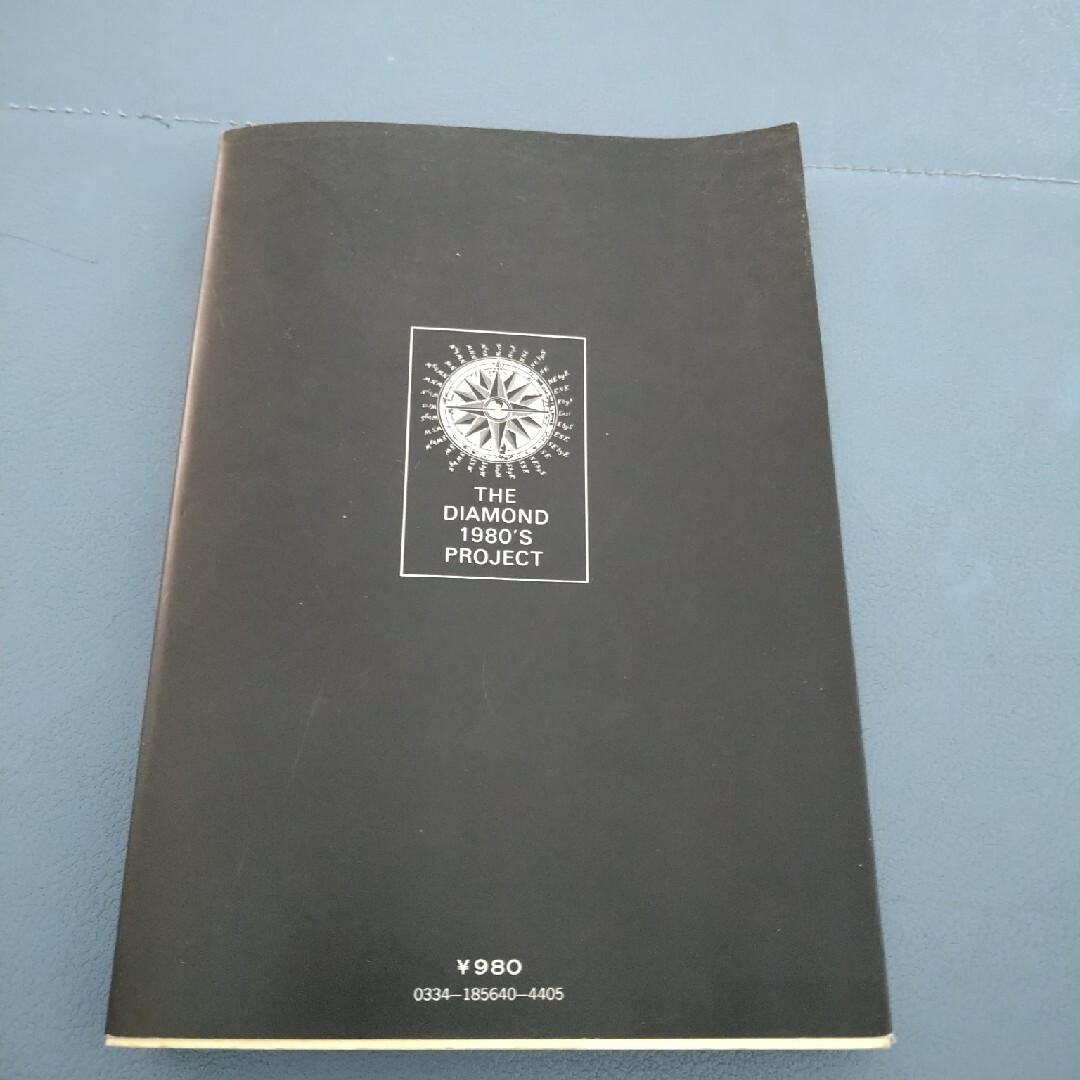 THE
DIAMOND
1980'S
PROJECT
¥980
0334-185640-4405